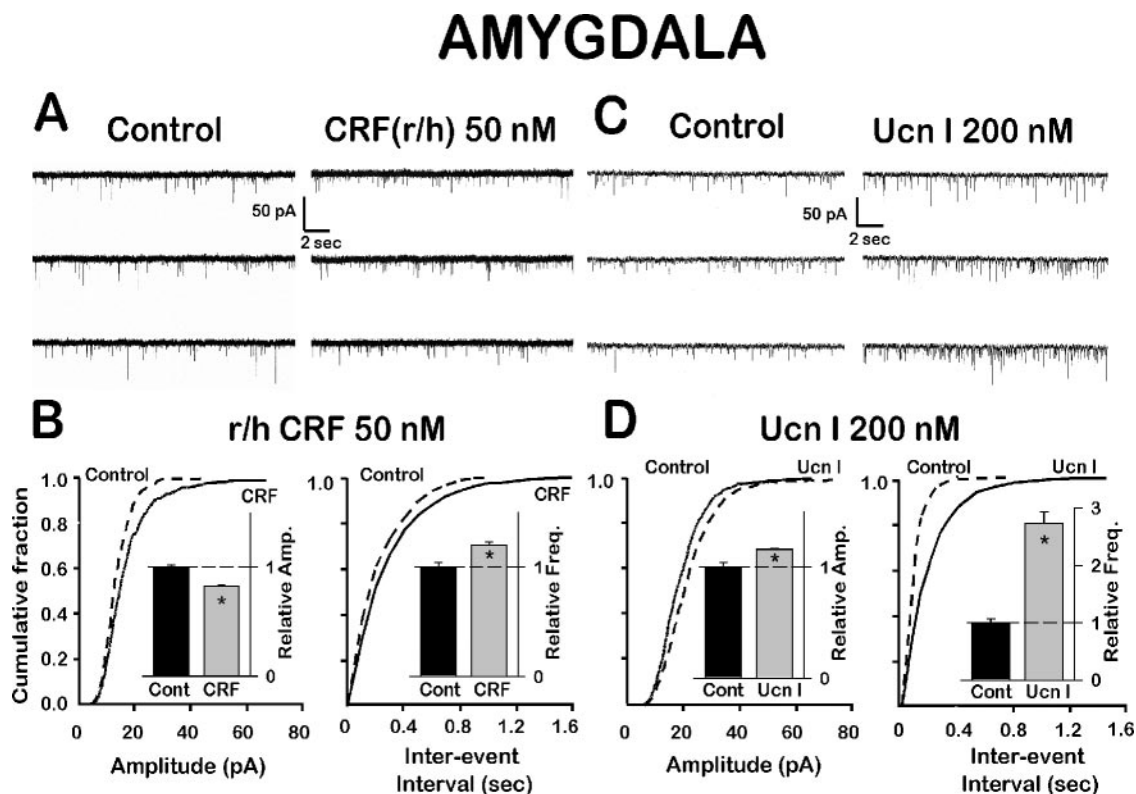 AMYGDALA
A
Control
CRF(r/h) 50 nM
50 pA
2 sec
C
Control
Ucn I 200 nM
50 pA
2 sec
B
r/h CRF 50 nM
Cumulative fraction
1.0
0.8
0.6
0.4
0.2
0.0
Control
CRF
1
0
Relative Amp.
*
Cont
CRF
0
20
40
60
80
Amplitude (pA)
1.0
Control
CRF
1
0
Relative Freq.
*
Cont
CRF
0
0.4
0.8
1.2
1.6
Inter-event
Interval (sec)
D
Ucn I 200 nM
1.0
Control
Ucn I
1
0
Relative Amp.
*
Cont
Ucn I
0
20
40
60
80
Amplitude (pA)
1.0
Control
Ucn I
3
2
1
0
Relative Freq.
*
Cont
Ucn I
0
0.4
0.8
1.2
1.6
Inter-event
Interval (sec)